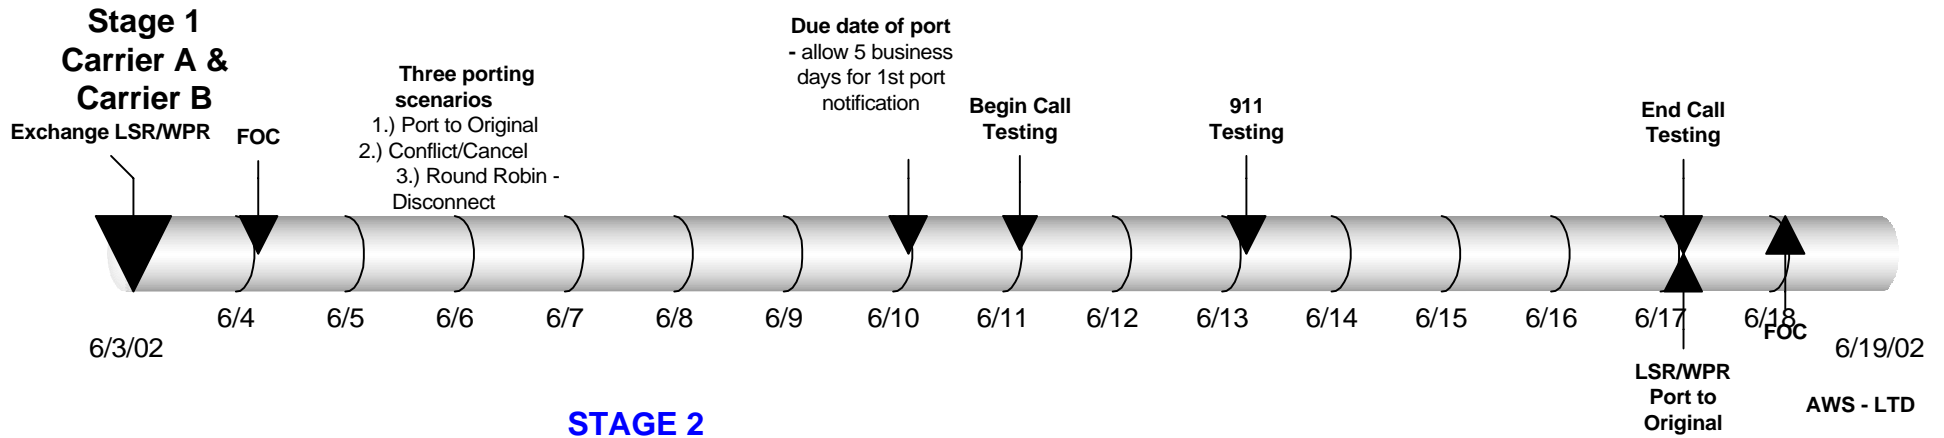 Stage 1
Carrier A &
Carrier B
Exchange LSR/WPR
FOC
Three porting
scenarios
1.) Port to Original
2.) Conflict/Cancel
3.) Round Robin -
Disconnect
Due date of port
- allow 5 business
days for 1st port
notification
Begin Call
Testing
911
Testing
End Call
Testing
6/3/02
6/4
6/5
6/6
6/7
6/8
6/9
6/10
6/11
6/12
6/13
6/14
6/15
6/16
6/17
6/18
6/19/02
FOC
LSR/WPR
Port to
Original
AWS - LTD
STAGE 2